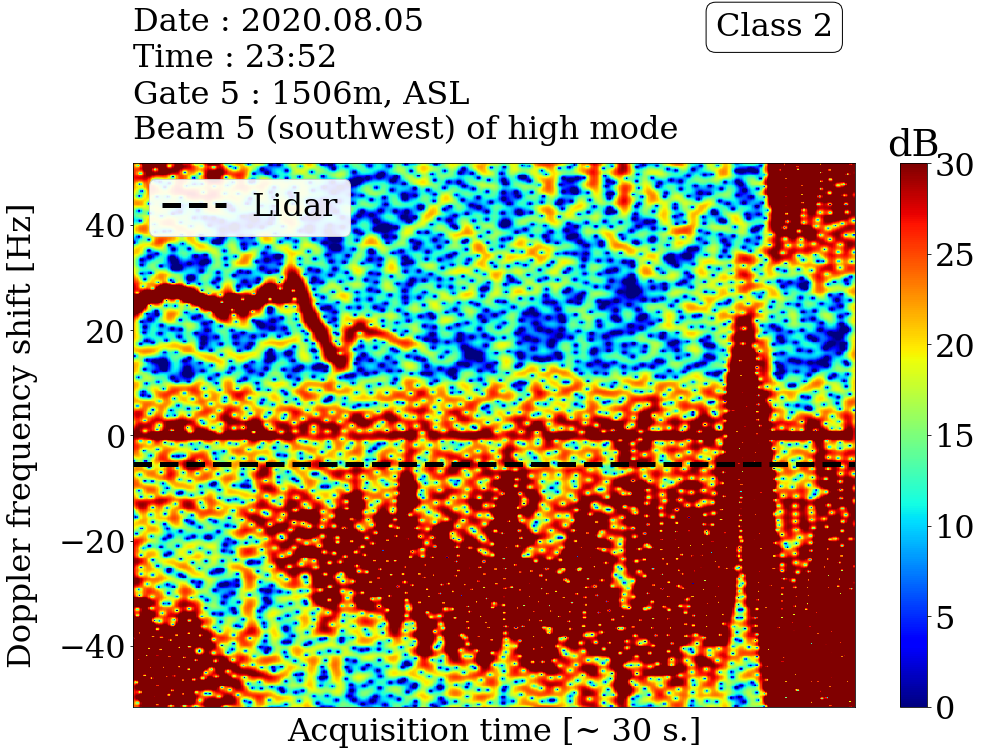 Date : 2020.08.05
Time : 23:52
Gate 5 : 1506m, ASL
Beam 5 (southwest) of high mode
Class 2
dB
Lidar
Doppler frequency shift [Hz]
40
20
0
−20
−40
30
25
20
15
10
5
0
Acquisition time [~ 30 s.]